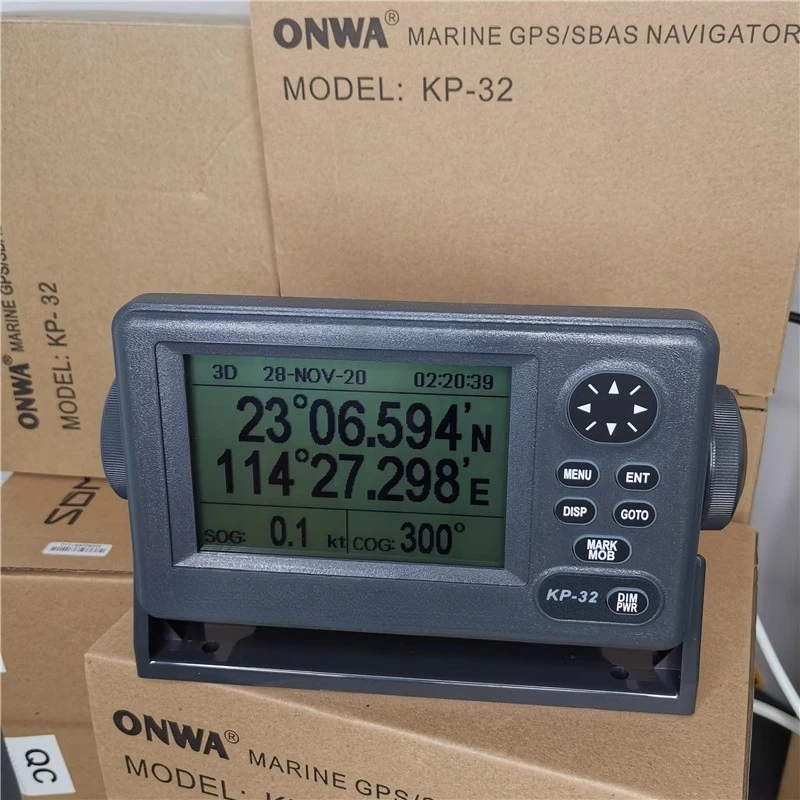 ONWA® MARINE GPS/SBAS NAVIGATOR
MODEL: KP-32
ONWA® MARINE GPS/SBA
MODEL: KP-32
3D 28-NOV-20 02:20:39
23°06.594'N
114°27.298'E
SOG: 0.1 kt COG: 300°
MENU ENT
DISP GOTO
MARK
MOB
KP-32 DIM
PWR
QC
ONWA® MARINE GPS/S
MODEL: